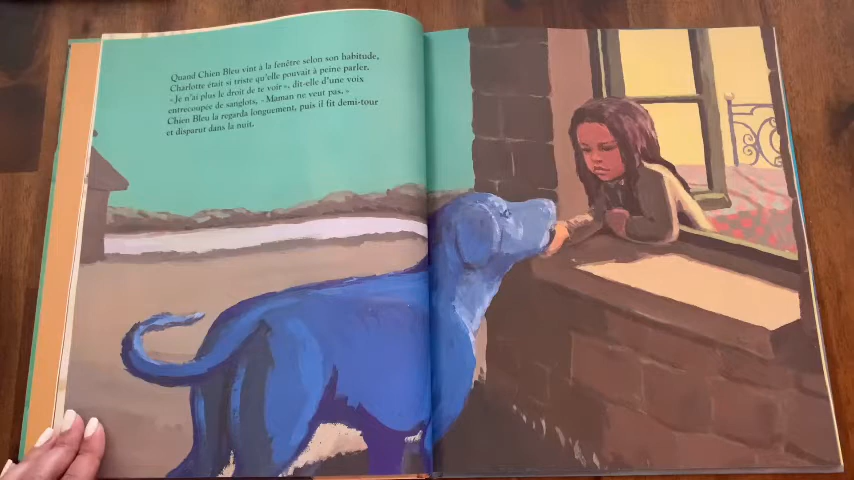 Quand Chien Bleu vint à la fenêtre selon son habitude,
Charlotte était si triste qu'elle pouvait à peine parler.
« Je n'ai plus le droit de te voir », dit-elle d'une voix
entrecoupée de sanglots, « Maman ne veut pas. »
Chien Bleu la regarda longuement, puis il fit demi-tour
et disparut dans la nuit.